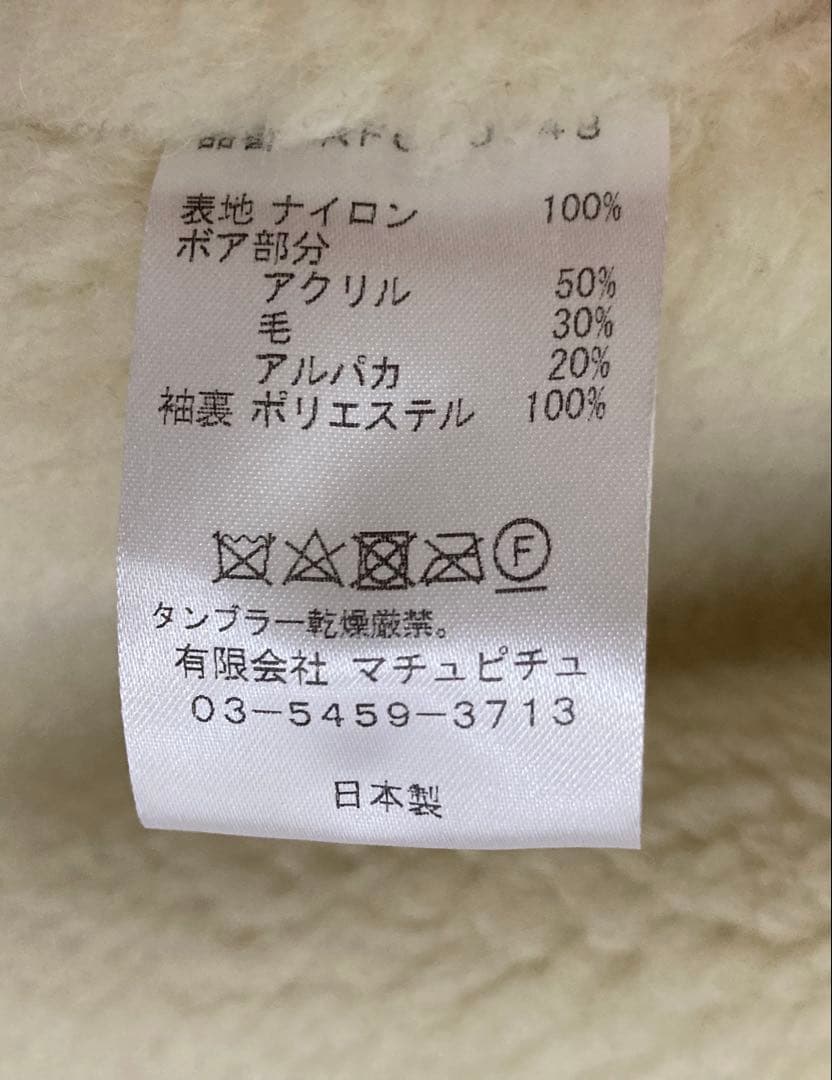 品番
表地 ナイロン 100%
ボア部分
アクリル 50%
毛 30%
アルパカ 20%
袖裏 ポリエステル 100%
F
タンブラー乾燥厳禁。
有限会社 マチュピチュ
03-5459-3713
日本製